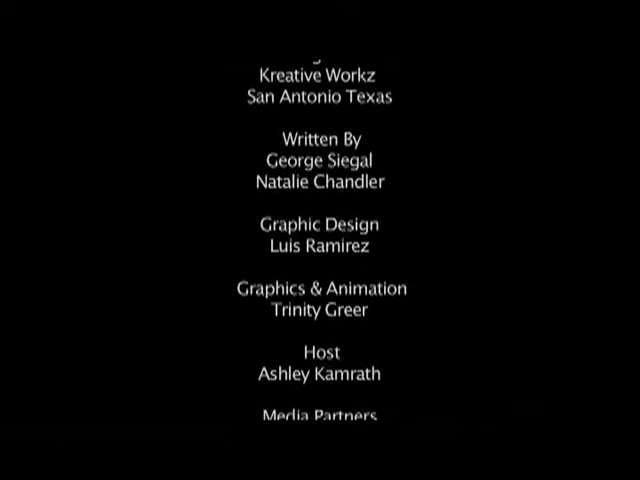 Kreative Workz
San Antonio Texas
Written By
George Siegal
Natalie Chandler
Graphic Design
Luis Ramirez
Graphics & Animation
Trinity Greer
Host
Ashley Kamrath
Media Partners